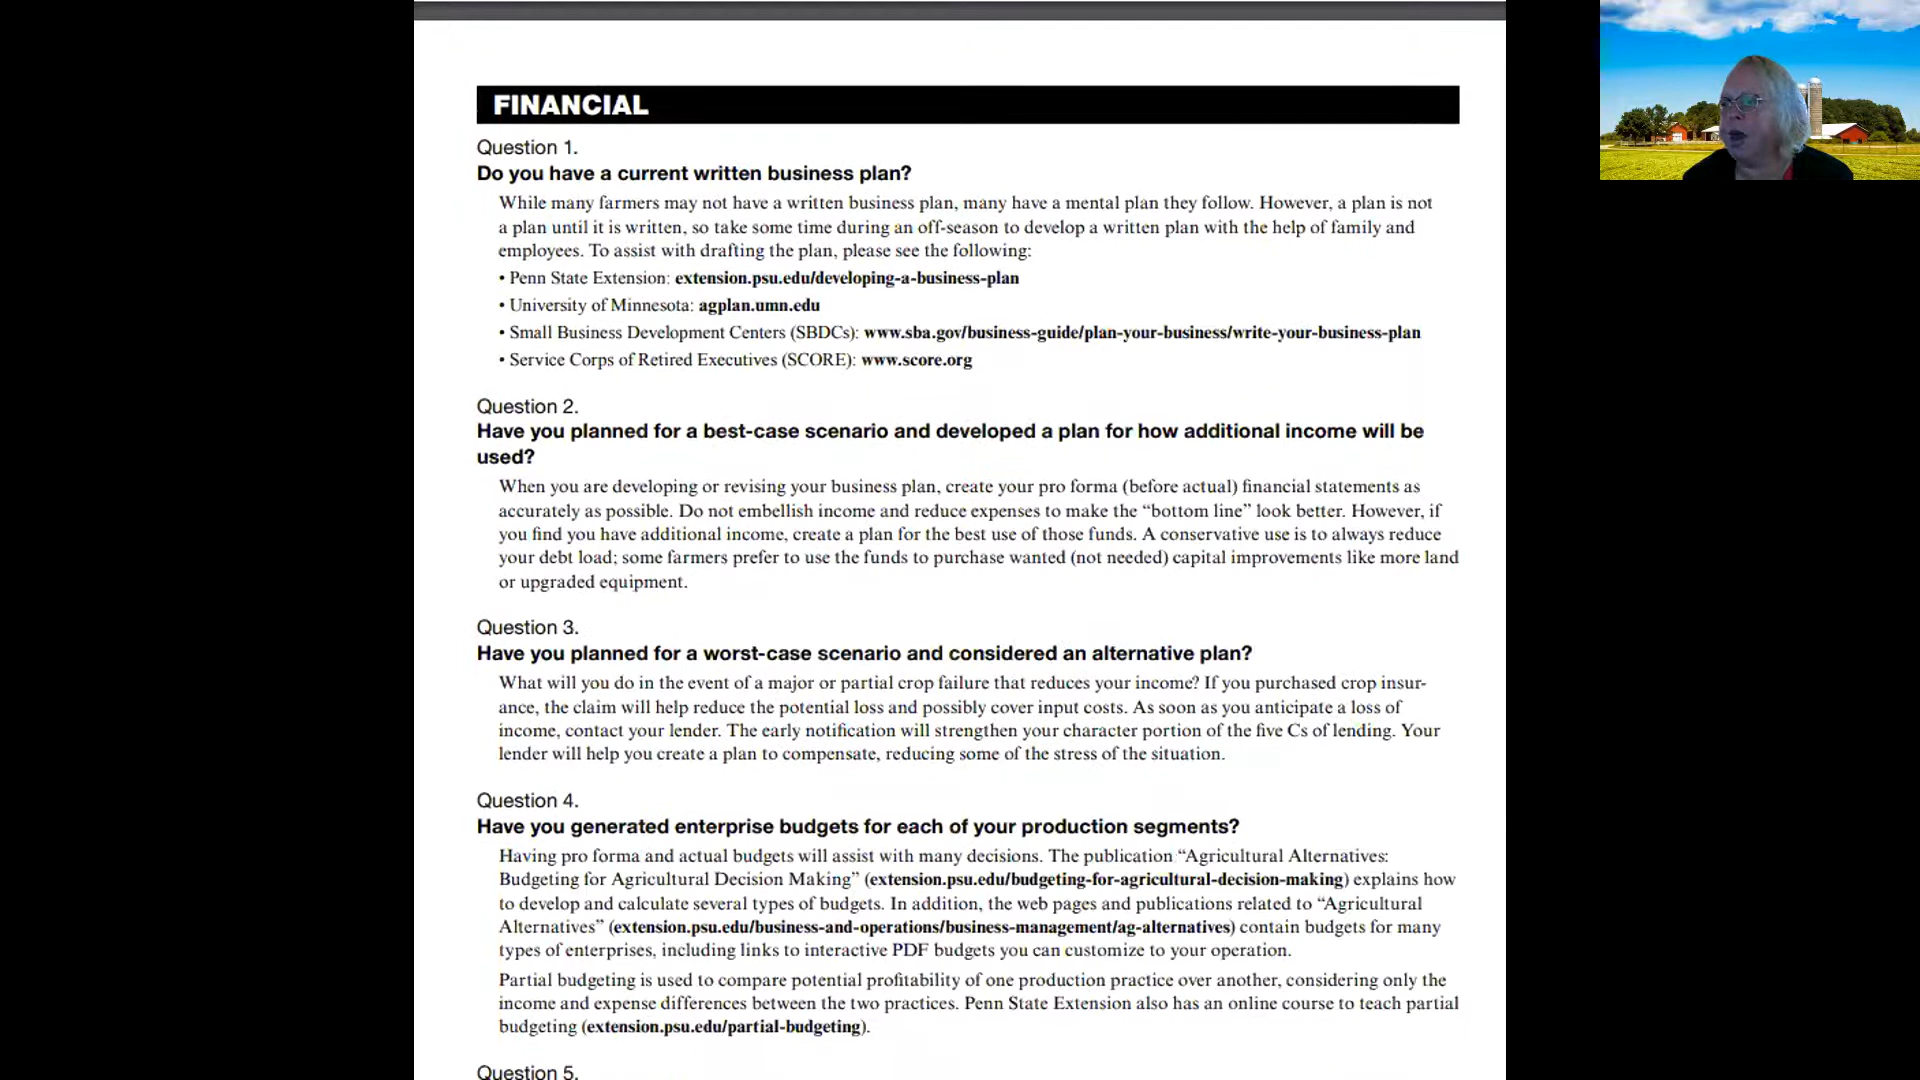 FINANCIAL
Question 1.
Do you have a current written business plan?
While many farmers may not have a written business plan, many have a mental plan they follow. However, a plan is not
a plan until it is written, so take some time during an off-season to develop a written plan with the help of family and
employees. To assist with drafting the plan, please see the following:
• Penn State Extension: extension.psu.edu/developing-a-business-plan
• University of Minnesota: agplan.umn.edu
• Small Business Development Centers (SBDCs): www.sba.gov/business-guide/plan-your-business/write-your-business-plan
• Service Corps of Retired Executives (SCORE): www.score.org
Question 2.
Have you planned for a best-case scenario and developed a plan for how additional income will be
used?
When you are developing or revising your business plan, create your pro forma (before actual) financial statements as
accurately as possible. Do not embellish income and reduce expenses to make the “bottom line” look better. However, if
you find you have additional income, create a plan for the best use of those funds. A conservative use is to always reduce
your debt load; some farmers prefer to use the funds to purchase wanted (not needed) capital improvements like more land
or upgraded equipment.
Question 3.
Have you planned for a worst-case scenario and considered an alternative plan?
What will you do in the event of a major or partial crop failure that reduces your income? If you purchased crop insur-
ance, the claim will help reduce the potential loss and possibly cover input costs. As soon as you anticipate a loss of
income, contact your lender. The early notification will strengthen your character portion of the five Cs of lending. Your
lender will help you create a plan to compensate, reducing some of the stress of the situation.
Question 4.
Have you generated enterprise budgets for each of your production segments?
Having pro forma and actual budgets will assist with many decisions. The publication “Agricultural Alternatives:
Budgeting for Agricultural Decision Making” (extension.psu.edu/budgeting-for-agricultural-decision-making) explains how
to develop and calculate several types of budgets. In addition, the web pages and publications related to “Agricultural
Alternatives” (extension.psu.edu/business-and-operations/business-management/ag-alternatives) contain budgets for many
types of enterprises, including links to interactive PDF budgets you can customize to your operation.
Partial budgeting is used to compare potential profitability of one production practice over another, considering only the
income and expense differences between the two practices. Penn State Extension also has an online course to teach partial
budgeting (extension.psu.edu/partial-budgeting).
Question 5.